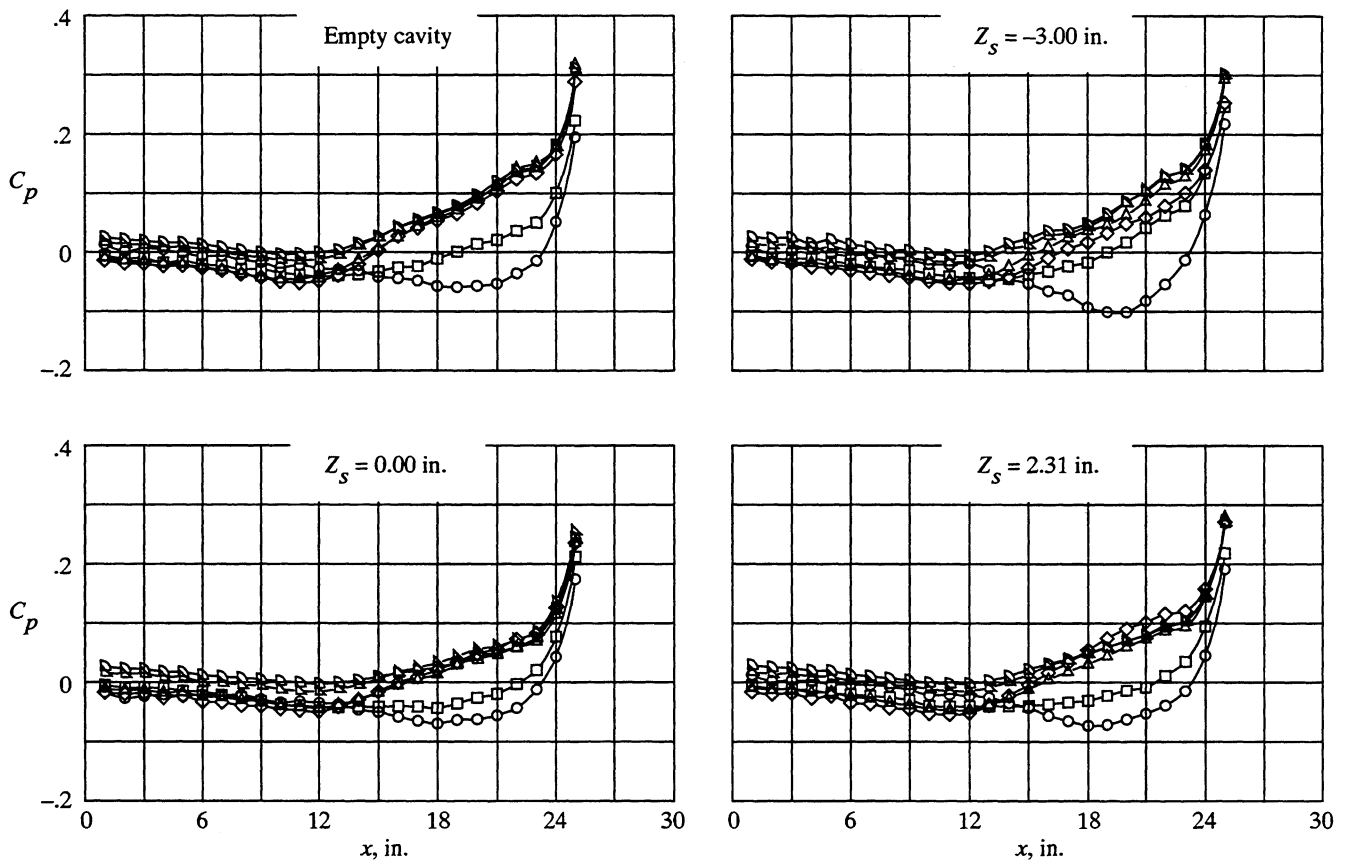 Empty cavity
Z_s = –3.00 in.
.4
.2
C_p
0
–.2
Z_s = 0.00 in.
Z_s = 2.31 in.
.4
.2
C_p
0
–.2
0 6 12 18 24 30
0 6 12 18 24 30
x, in.
x, in.